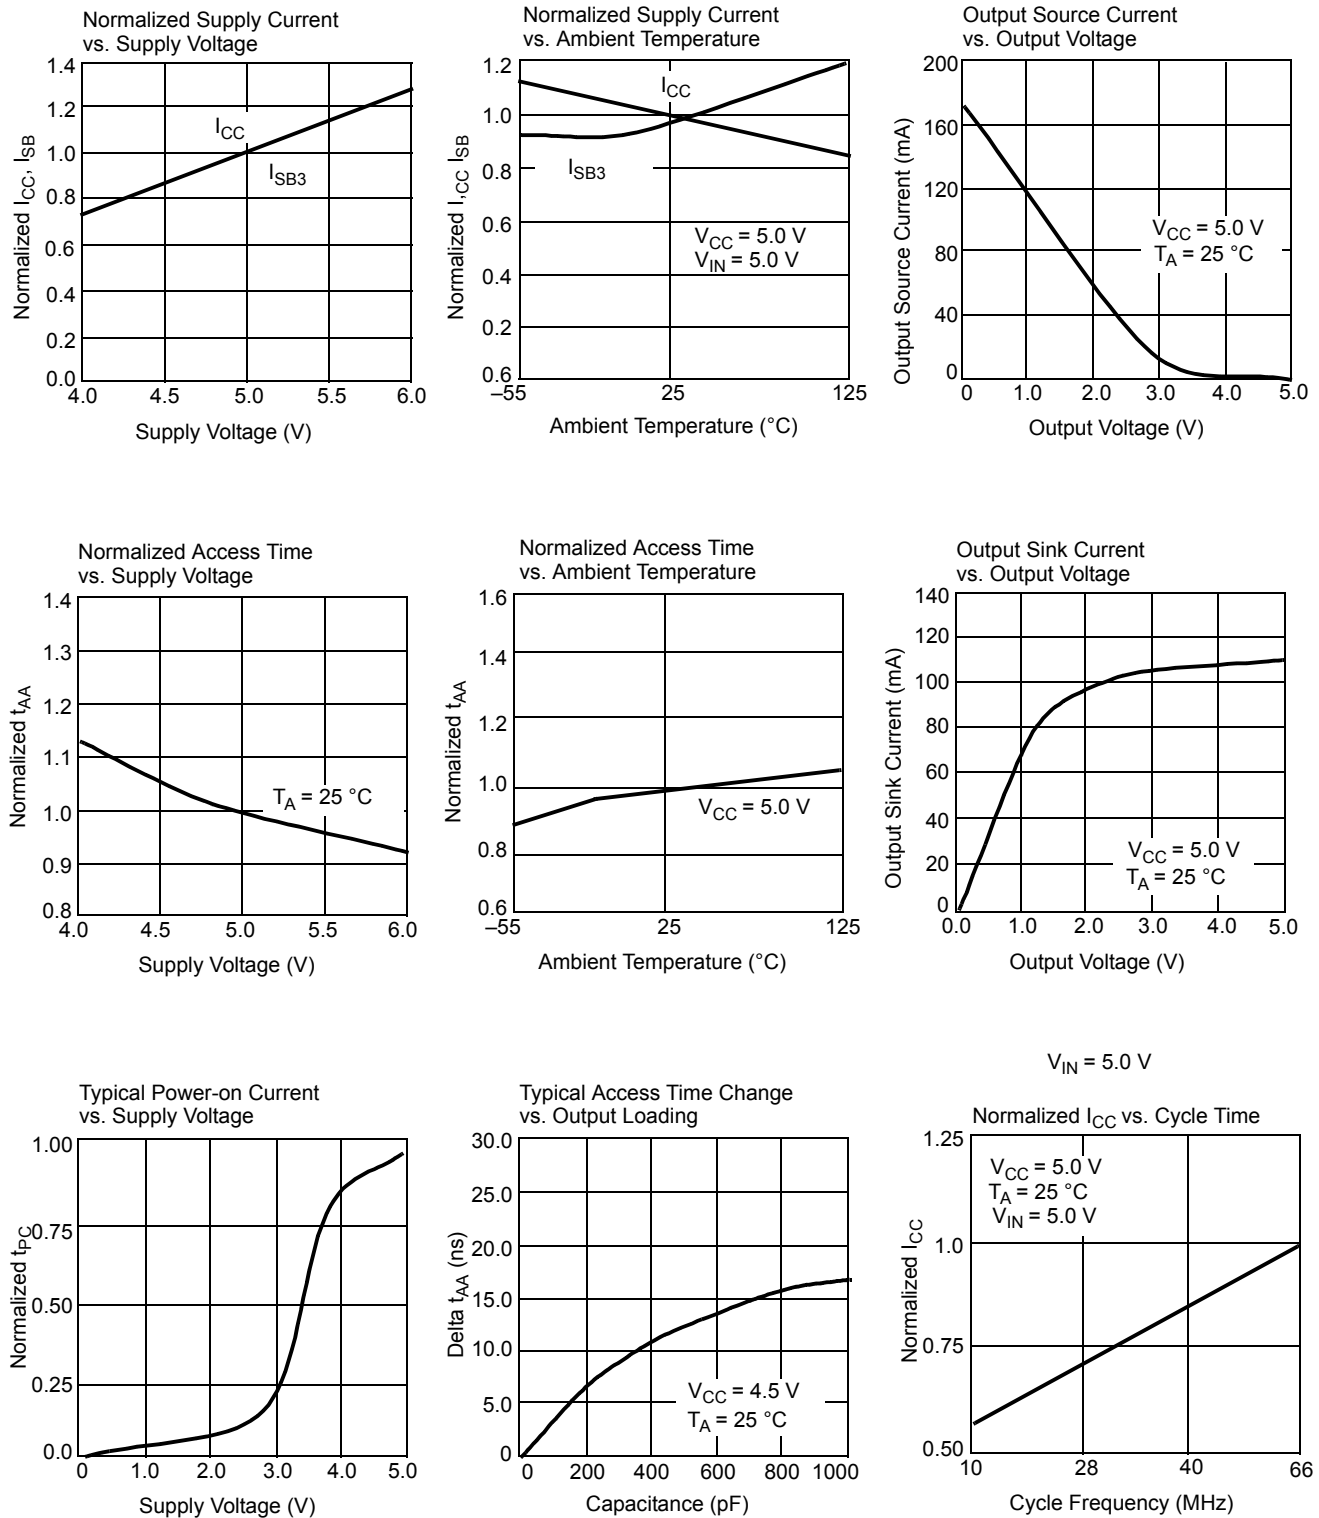 Normalized Supply Current
vs. Supply Voltage
1.4
1.2
1.0
0.8
0.6
0.4
0.2
0.0
Normalized ICC, ISB
ICC
ISB3
4.0 4.5 5.0 5.5 6.0
Supply Voltage (V)
Normalized Supply Current
vs. Ambient Temperature
1.2
1.0
0.8
0.6
0.4
0.2
0.6
Normalized I,CC ISB
ICC
ISB3
VCC = 5.0 V
VIN = 5.0 V
–55 25 125
Ambient Temperature (°C)
Output Source Current
vs. Output Voltage
200
160
120
80
40
0
Output Source Current (mA)
VCC = 5.0 V
TA = 25 °C
0 1.0 2.0 3.0 4.0 5.0
Output Voltage (V)
Normalized Access Time
vs. Supply Voltage
1.4
1.3
1.2
1.1
1.0
0.9
0.8
Normalized tAA
TA = 25 °C
4.0 4.5 5.0 5.5 6.0
Supply Voltage (V)
Normalized Access Time
vs. Ambient Temperature
1.6
1.4
1.2
1.0
0.8
0.6
Normalized tAA
VCC = 5.0 V
–55 25 125
Ambient Temperature (°C)
Output Sink Current
vs. Output Voltage
140
120
100
80
60
40
20
0
Output Sink Current (mA)
VCC = 5.0 V
TA = 25 °C
0.0 1.0 2.0 3.0 4.0 5.0
Output Voltage (V)
Typical Power-on Current
vs. Supply Voltage
1.00
0.75
0.50
0.25
0.0
Normalized tPC
0 1.0 2.0 3.0 4.0 5.0
Supply Voltage (V)
Typical Access Time Change
vs. Output Loading
30.0
25.0
20.0
15.0
10.0
5.0
0
Delta tAA (ns)
VCC = 4.5 V
TA = 25 °C
0 200 400 600 800 1000
Capacitance (pF)
VIN = 5.0 V
Normalized ICC vs. Cycle Time
1.25
1.0
0.75
0.50
Normalized ICC
VCC = 5.0 V
TA = 25 °C
VIN = 5.0 V
10 28 40 66
Cycle Frequency (MHz)